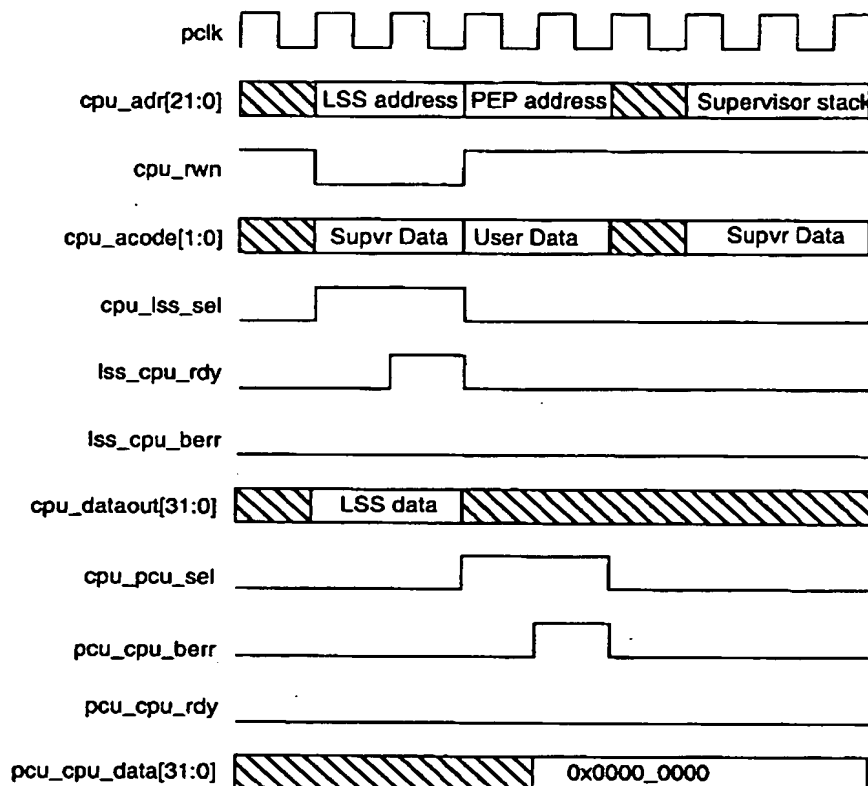 pclk
cpu_adr[21:0] LSS address PEP address Supervisor stack
cpu_rwn
cpu_acode[1:0] Supvr Data User Data Supvr Data
cpu_lss_sel
lss_cpu_rdy
lss_cpu_berr
cpu_dataout[31:0] LSS data
cpu_pcu_sel
pcu_cpu_berr
pcu_cpu_rdy
pcu_cpu_data[31:0] 0x0000_0000